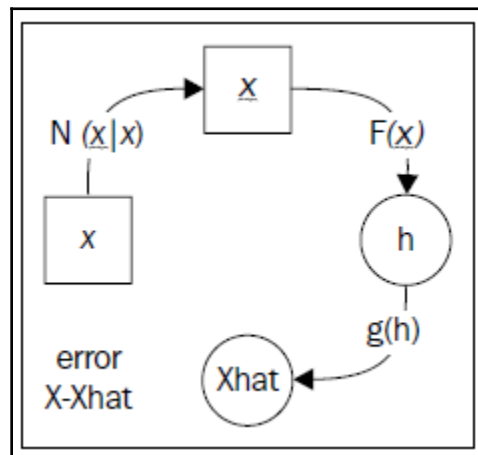 x
N (x|x)
F(x)
x
h
g(h)
error
X-Xhat
Xhat